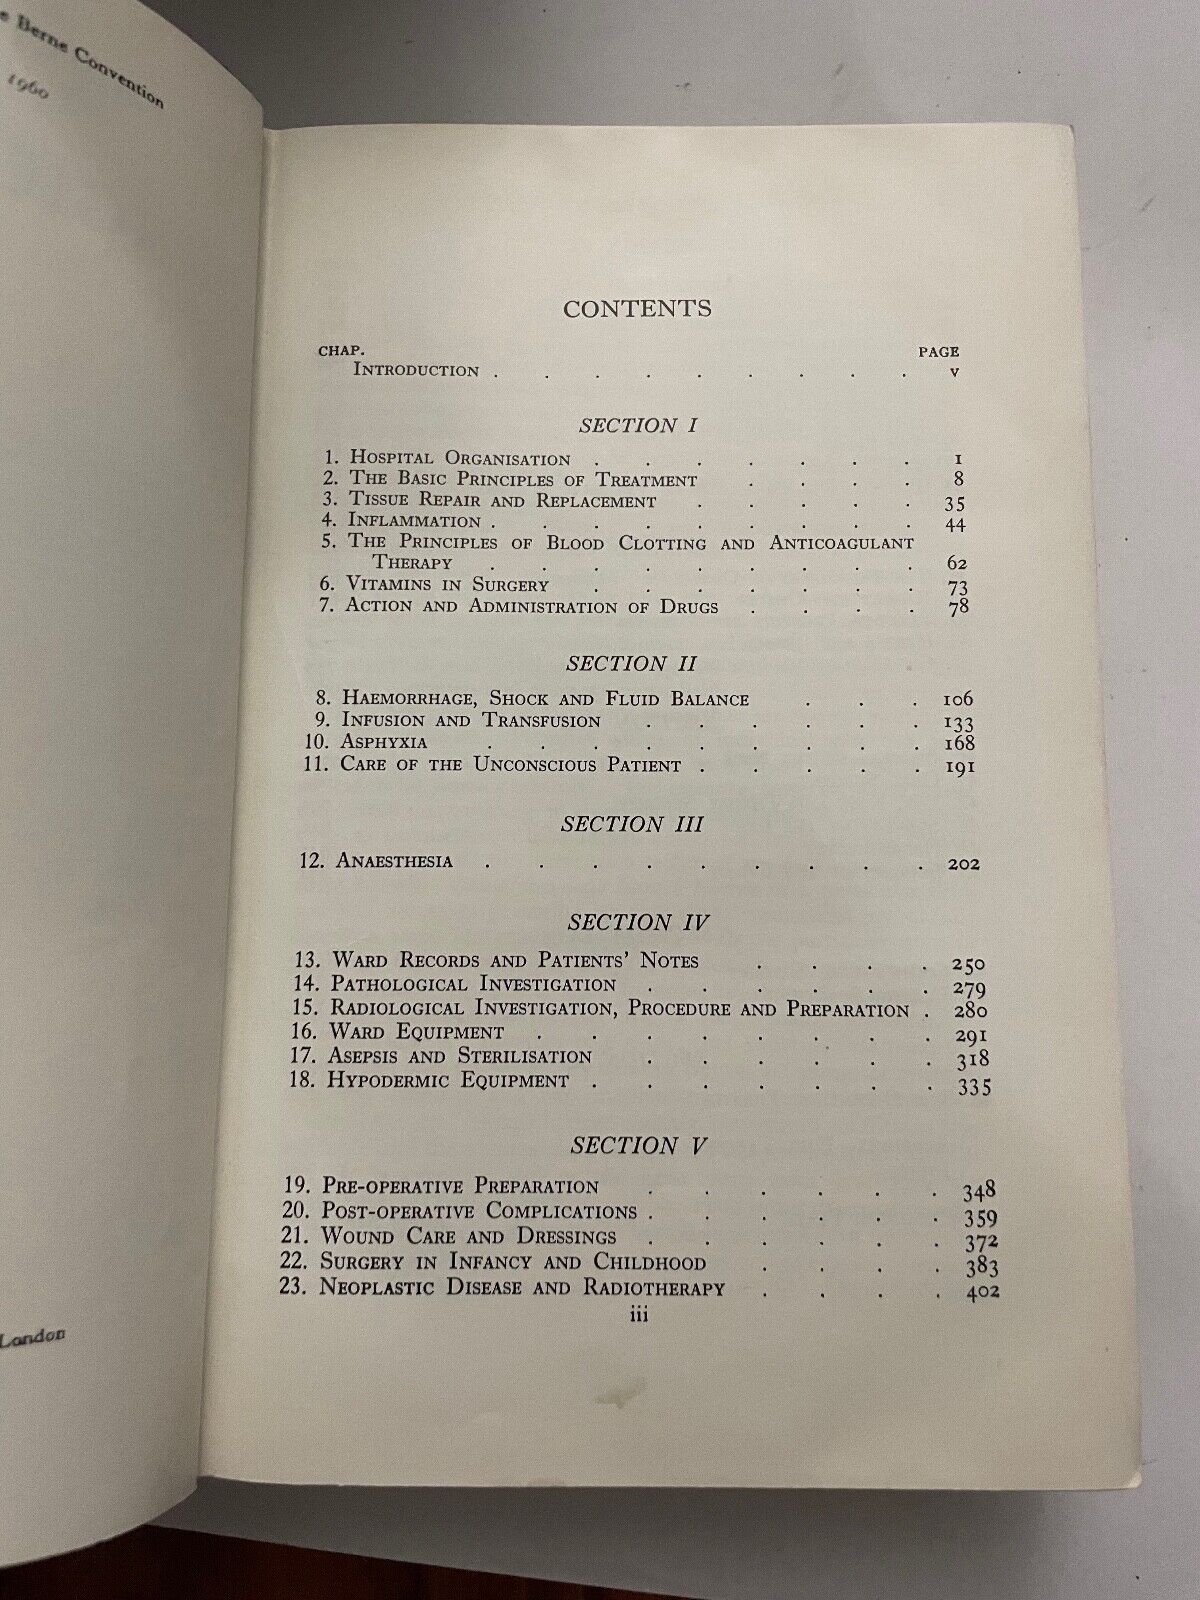 Berne Convention
1960
London
CONTENTS
CHAP. PAGE
INTRODUCTION . . . . . . . . . v
SECTION I
1. HOSPITAL ORGANISATION . . . . . . . 1
2. THE BASIC PRINCIPLES OF TREATMENT . . . . 8
3. TISSUE REPAIR AND REPLACEMENT . . . . . 35
4. INFLAMMATION . . . . . . . . . 44
5. THE PRINCIPLES OF BLOOD CLOTTING AND ANTICOAGULANT
THERAPY . . . . . . . . . 62
6. VITAMINS IN SURGERY . . . . . . . 73
7. ACTION AND ADMINISTRATION OF DRUGS . . . . 78
SECTION II
8. HAEMORRHAGE, SHOCK AND FLUID BALANCE . . . 106
9. INFUSION AND TRANSFUSION . . . . . . 133
10. ASPHYXIA . . . . . . . . . 168
11. CARE OF THE UNCONSCIOUS PATIENT . . . . . 191
SECTION III
12. ANAESTHESIA . . . . . . . . . 202
SECTION IV
13. WARD RECORDS AND PATIENTS' NOTES . . . . 250
14. PATHOLOGICAL INVESTIGATION . . . . . . 279
15. RADIOLOGICAL INVESTIGATION, PROCEDURE AND PREPARATION . 280
16. WARD EQUIPMENT . . . . . . . . 291
17. ASEPSIS AND STERILISATION . . . . . . 318
18. HYPODERMIC EQUIPMENT . . . . . . . 335
SECTION V
19. PRE-OPERATIVE PREPARATION . . . . . . 348
20. POST-OPERATIVE COMPLICATIONS . . . . . . 359
21. WOUND CARE AND DRESSINGS . . . . . . 372
22. SURGERY IN INFANCY AND CHILDHOOD . . . . 383
23. NEOPLASTIC DISEASE AND RADIOTHERAPY . . . . 402
iii